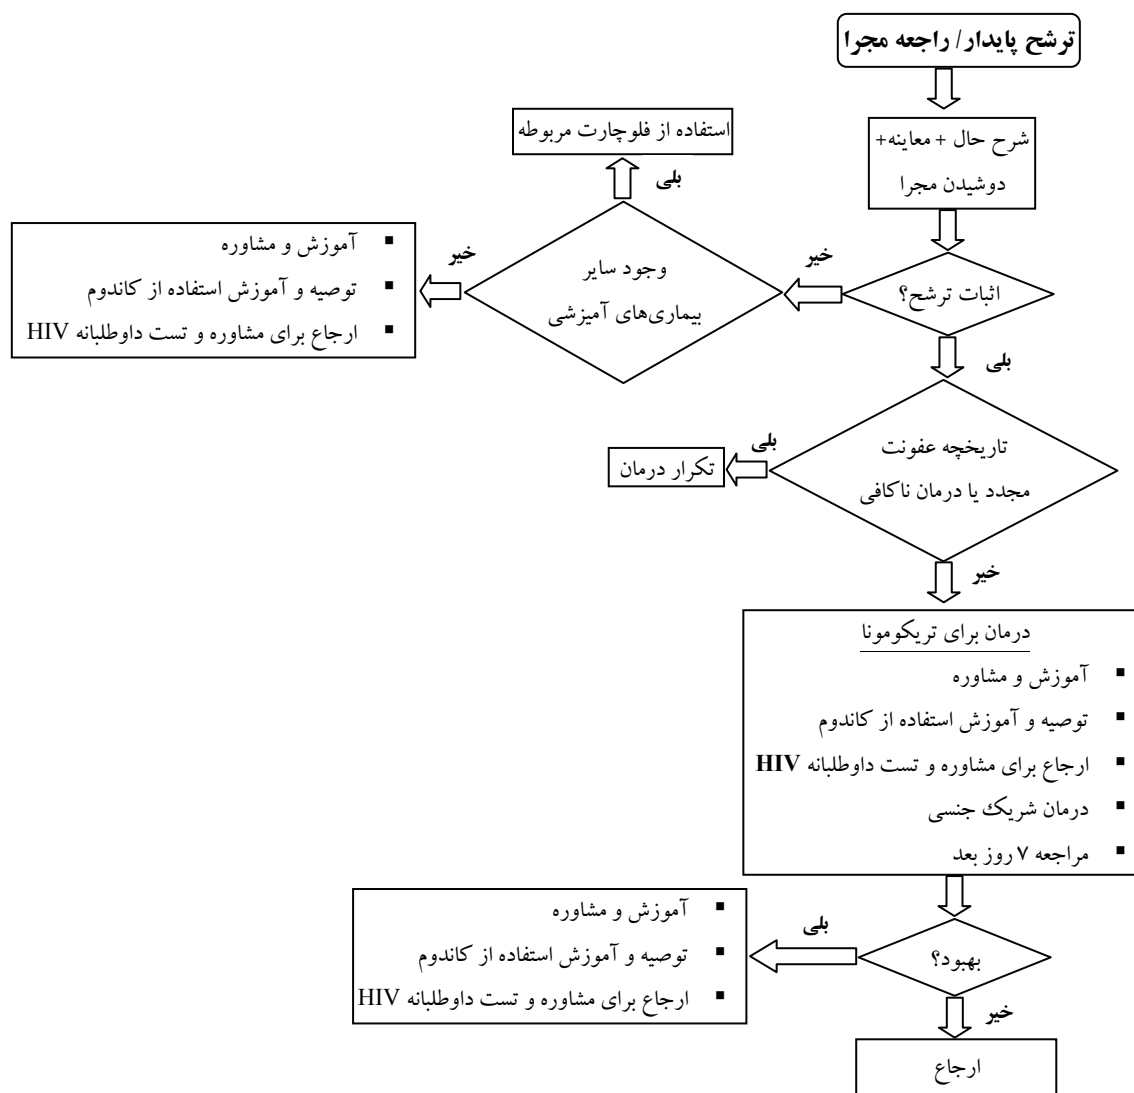 ترشح پایدار/ راجعه مجرا
شرح حال + معاینه+
دوشیدن مجرا
اثبات ترشح؟
خیر
وجود سایر
بیماری‌های آمیزشی
بلی
استفاده از فلوچارت مربوطه
خیر
▪ آموزش و مشاوره
▪ توصیه و آموزش استفاده از کاندوم
▪ ارجاع برای مشاوره و تست داوطلبانه HIV
بلی
تاریخچه عفونت
مجدد یا درمان ناکافی
بلی
تکرار درمان
خیر
درمان برای تریکومونا
▪ آموزش و مشاوره
▪ توصیه و آموزش استفاده از کاندوم
▪ ارجاع برای مشاوره و تست داوطلبانه HIV
▪ درمان شریک جنسی
▪ مراجعه ۷ روز بعد
بهبود؟
بلی
▪ آموزش و مشاوره
▪ توصیه و آموزش استفاده از کاندوم
▪ ارجاع برای مشاوره و تست داوطلبانه HIV
خیر
ارجاع